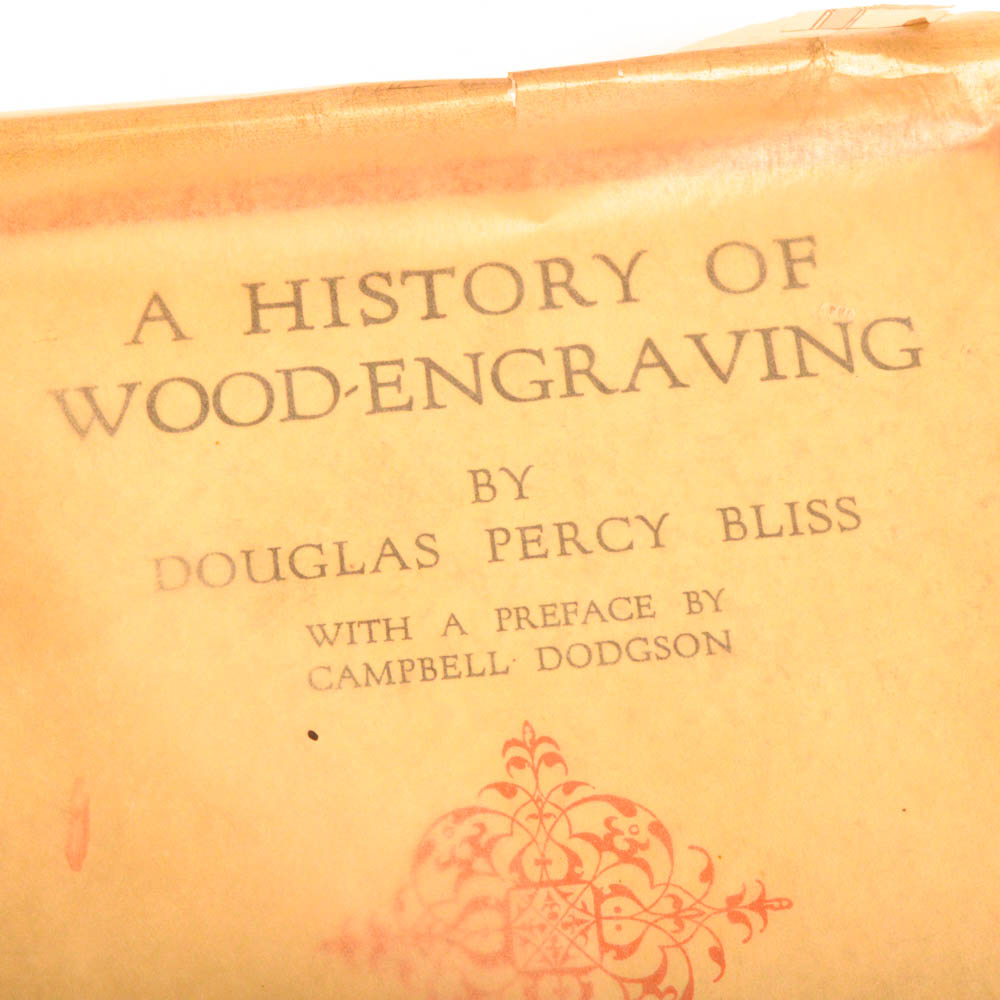 A HISTORY OF
WOOD-ENGRAVING
BY
DOUGLAS PERCY BLISS
WITH A PREFACE BY
CAMPBELL DODGSON